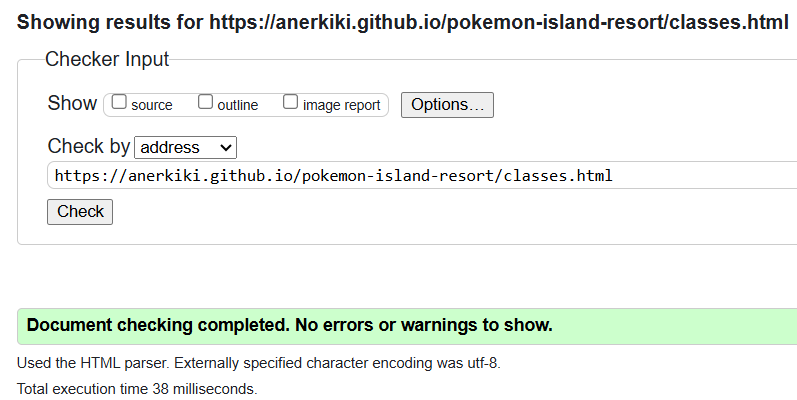 Showing results for https://anerkiki.github.io/pokemon-island-resort/classes.html
Checker Input
Show source outline image report Options...
Check by address
https://anerkiki.github.io/pokemon-island-resort/classes.html
Check
Document checking completed. No errors or warnings to show.
Used the HTML parser. Externally specified character encoding was utf-8.
Total execution time 38 milliseconds.